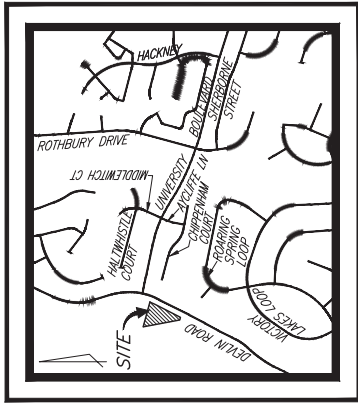 HACKNEY
BOULEVARD
SHERBORNE
STREET
ROTHBURY DRIVE
MIDDLEWITCH CT
UNIVERSITY
AYCLIFFE LN
CHIPPENHAM
COURT
HALTWHISTLE
COURT
ROARING
SPRING
LOOP
VICTORY
LAKES LOOP
DEVLIN ROAD
SITE